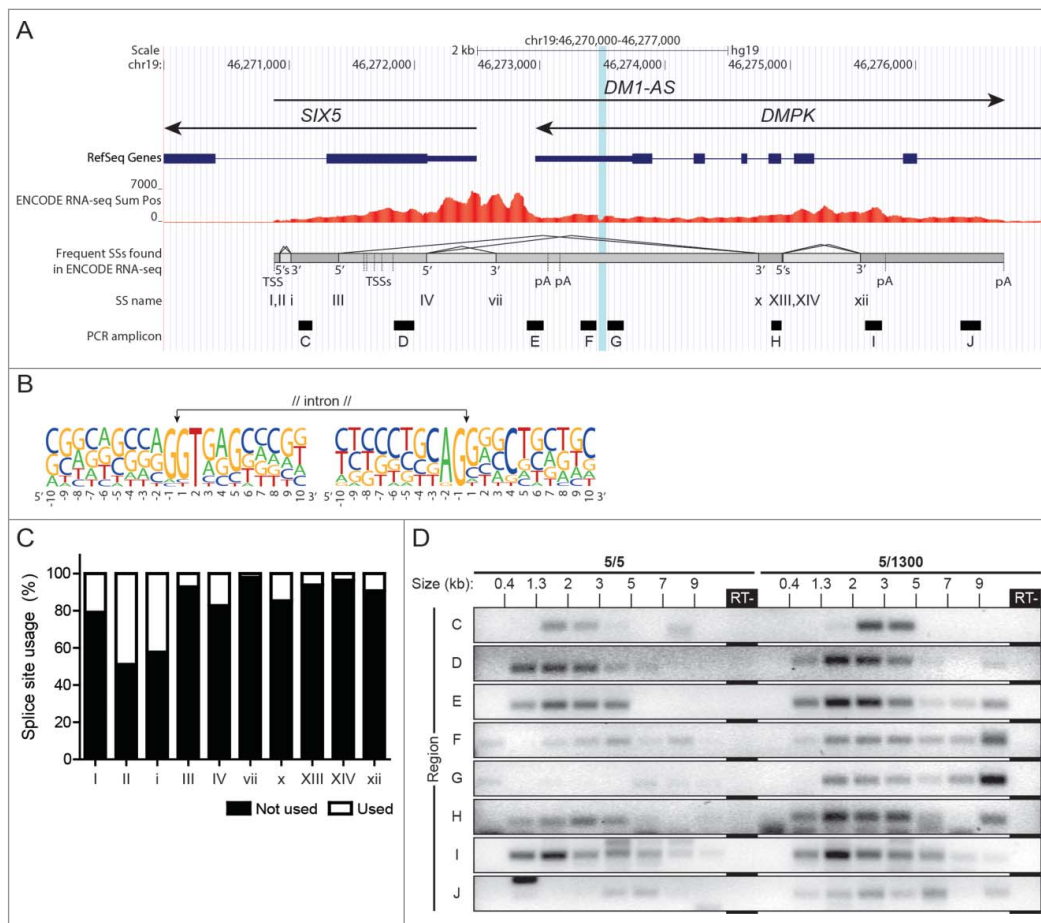 A
chr19:46,270,000-46,277,000
Scale 2 kb hg19
chr19: 46,271,000 46,272,000 46,273,000 46,274,000 46,275,000 46,276,000
DM1-AS
SIX5 DMPK
RefSeq Genes
7000
ENCODE RNA-seq Sum Pos
0
Frequent SSs found
in ENCODE RNA-seq
5's 3' 5' 5' 3' 3' 5's 3'
TSS TSSs pA pA pA pA
SS name I,II i III IV vii x XIII,XIV xii
PCR amplicon
C D E F G H I J
B
// intron //
5' -10 -9 -8 -7 -6 -5 -4 -3 -2 -1 1 2 3 4 5 6 7 8 9 10 3' 5' -10 -9 -8 -7 -6 -5 -4 -3 -2 -1 1 2 3 4 5 6 7 8 9 10 3'
C
Splice site usage (%)
100
80
60
40
20
0
I II i III IV vii x XIII XIV xii
Not used Used
D
5/5 5/1300
Size (kb): 0.4 1.3 2 3 5 7 9 RT- 0.4 1.3 2 3 5 7 9 RT-
Region
C
D
E
F
G
H
I
J